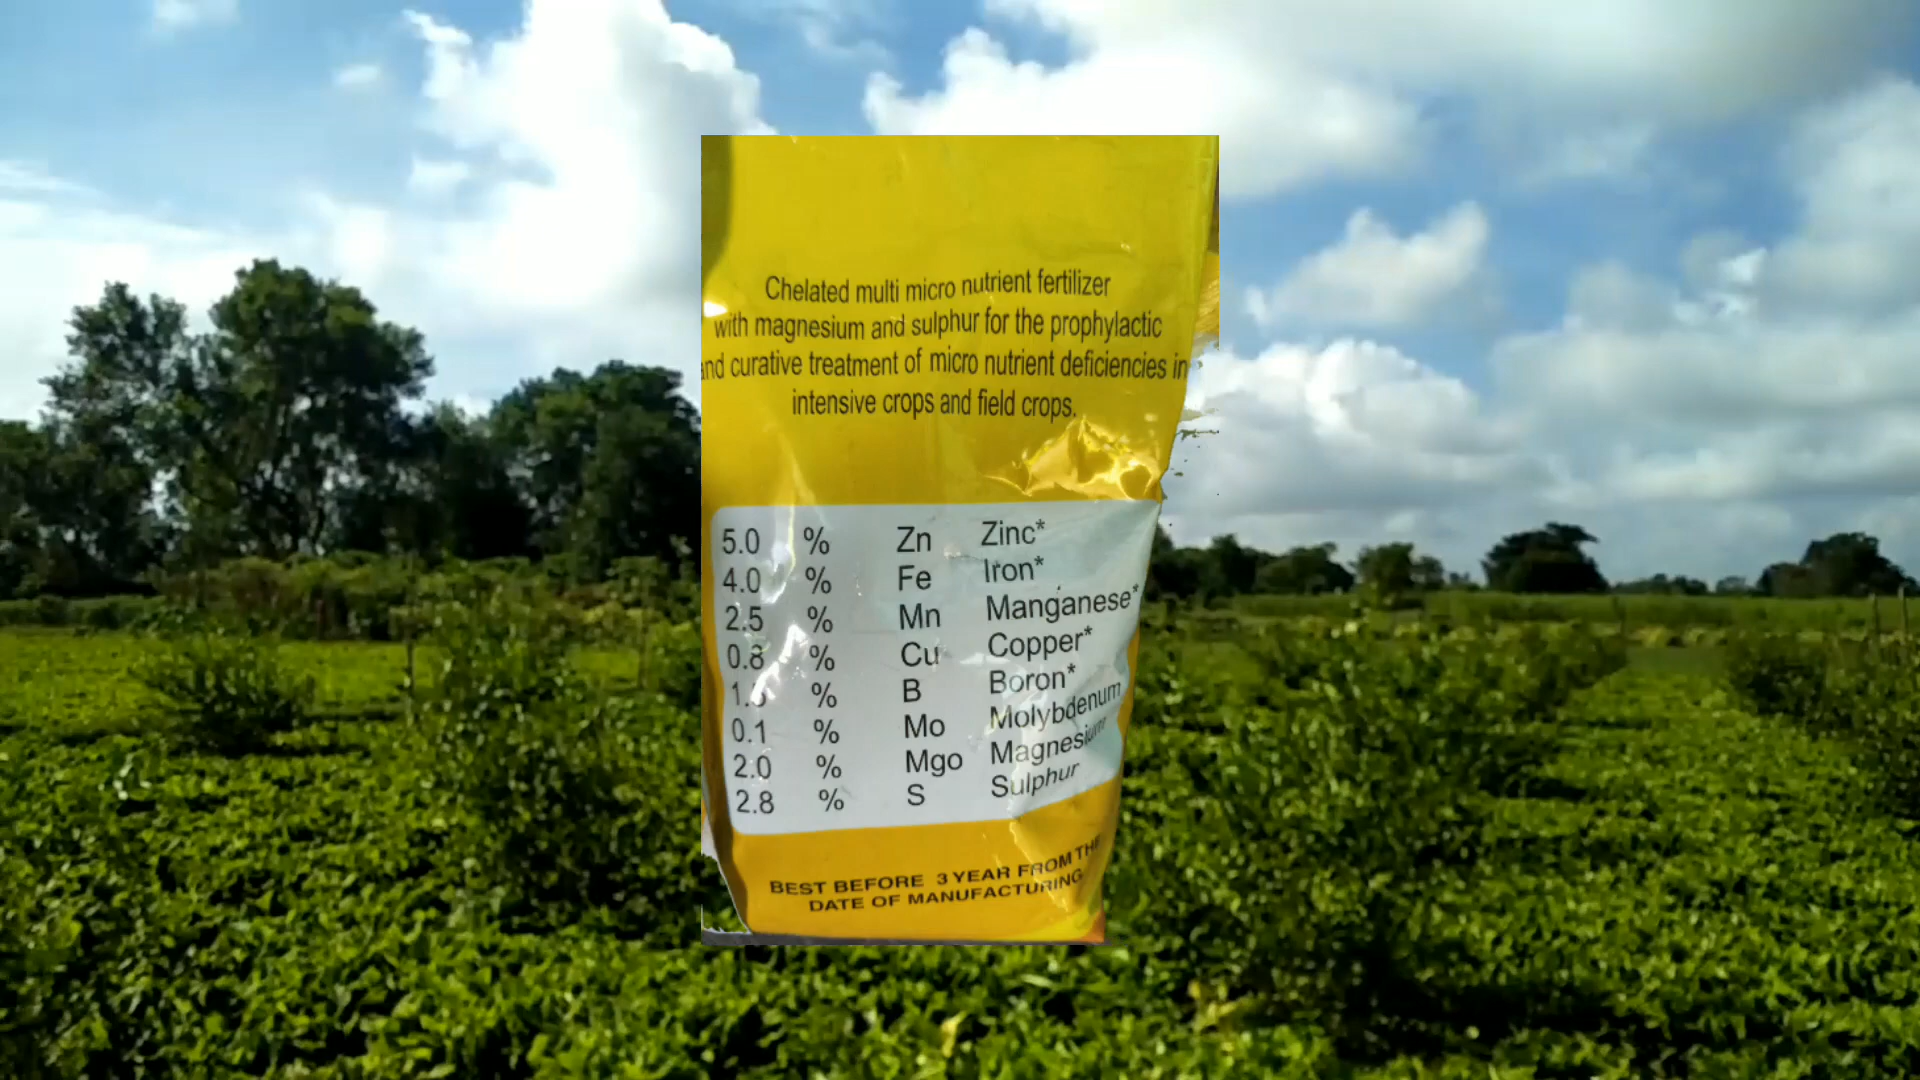 Chelated multi micro nutrient fertilizer
with magnesium and sulphur for the prophylactic
and curative treatment of micro nutrient deficiencies in
intensive crops and field crops.
5.0 % Zn Zinc*
4.0 % Fe Iron*
2.5 % Mn Manganese*
0.8 % Cu Copper*
% B Boron*
0.1 % Mo Molybdenum
2.0 % Mgo Magnesium
2.8 % S Sulphur
BEST BEFORE 3 YEAR FROM THE
DATE OF MANUFACTURING